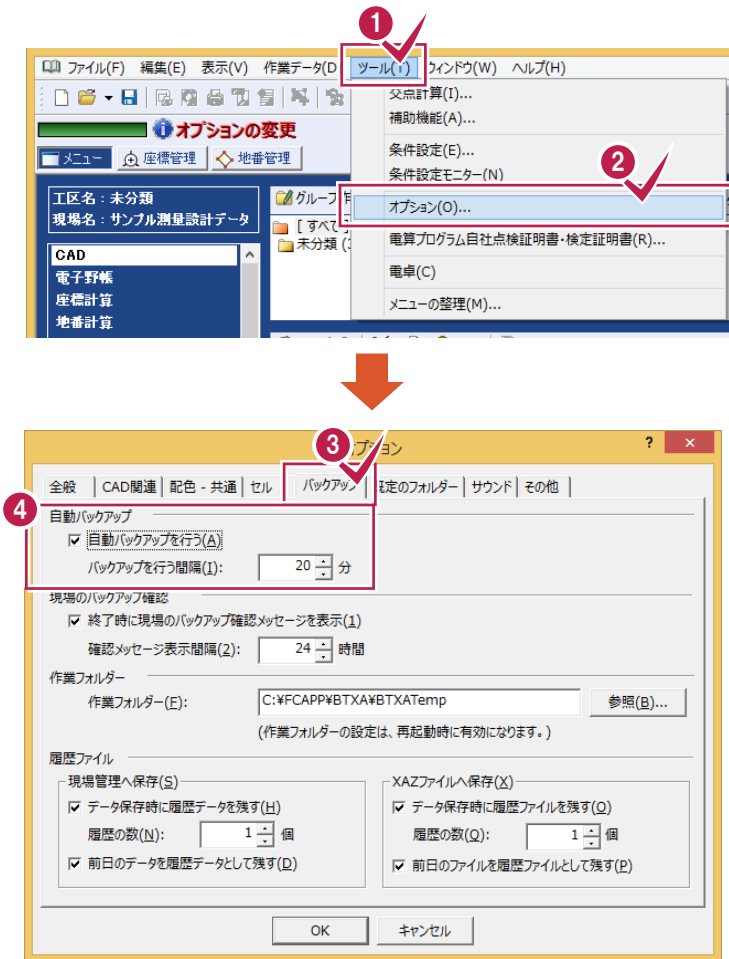 1
ファイル(F) 編集(E) 表示(V) 作業データ(D ツール(T) ウィンドウ(W) ヘルプ(H)
オプションの変更
メニュー 座標管理 地番管理
工区名：未分類
現場名：サンプル測量設計データ
CAD
電子野帳
座標計算
地番計算
グループ
[ すべて ]
未分類 (
交点計算(I)...
補助機能(A)...
条件設定(E)...
条件設定モニター(N)
2
オプション(O)...
電算プログラム自社点検証明書・検定証明書(R)...
電卓(C)
メニューの整理(M)...
3
プション ? ×
全般 CAD関連 配色 - 共通 セル バックアップ 既定のフォルダー サウンド その他
4
自動バックアップ
自動バックアップを行う(A)
バックアップを行う間隔(I): 20 分
現場のバックアップ確認
終了時に現場のバックアップ確認メッセージを表示(1)
確認メッセージ表示間隔(2): 24 時間
作業フォルダー
作業フォルダー(F): C:¥FCAPP¥BTXA¥BTXATemp 参照(B)...
(作業フォルダーの設定は、再起動時に有効になります。)
履歴ファイル
現場管理へ保存(S)
データ保存時に履歴データを残す(H)
履歴の数(N): 1 個
前日のデータを履歴データとして残す(D)
XAZファイルへ保存(X)
データ保存時に履歴ファイルを残す(O)
履歴の数(Q): 1 個
前日のファイルを履歴ファイルとして残す(P)
OK キャンセル